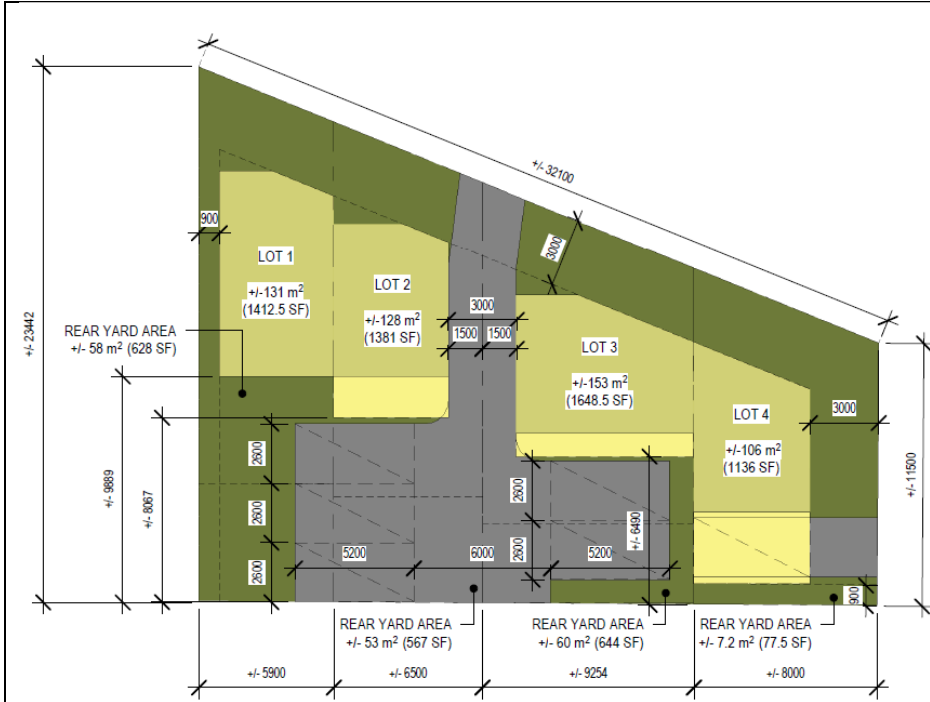 +/- 32100
+/- 23442
900
3000
LOT 1
+/-131 m²
(1412.5 SF)
LOT 2
+/-128 m²
(1381 SF)
3000
1500
1500
REAR YARD AREA
+/- 58 m² (628 SF)
LOT 3
+/-153 m²
(1648.5 SF)
LOT 4
+/-106 m²
(1136 SF)
3000
+/- 11500
+/- 9889
+/- 8067
2600
2600
2600
2600
2600
+/- 6490
5200
6000
5200
900
REAR YARD AREA
+/- 53 m² (567 SF)
REAR YARD AREA
+/- 60 m² (644 SF)
REAR YARD AREA
+/- 7.2 m² (77.5 SF)
+/- 5900
+/- 6500
+/- 9254
+/- 8000